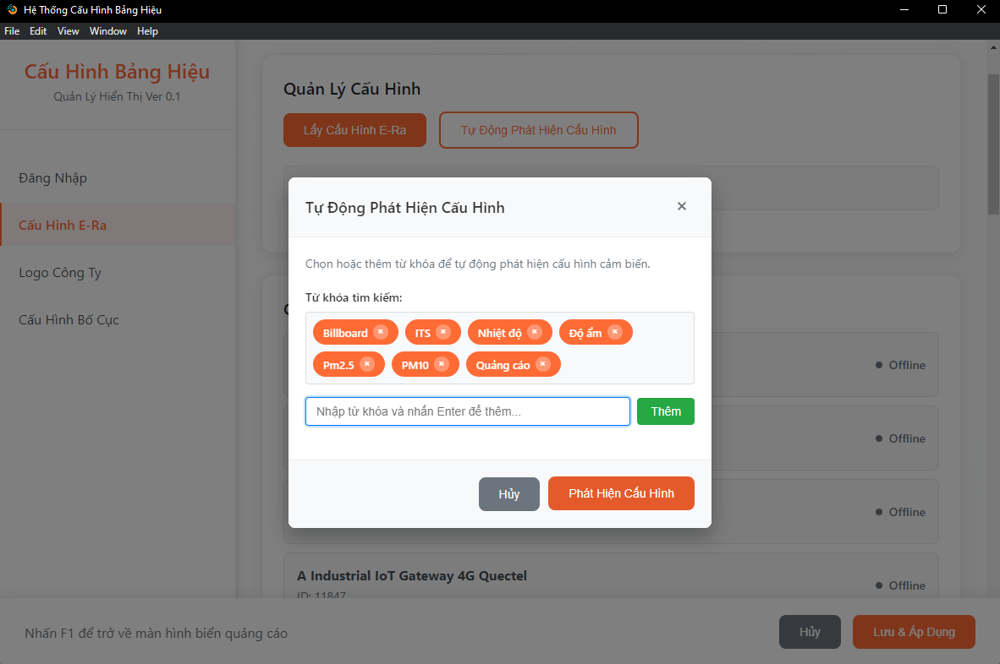 Hệ Thống Cấu Hình Bảng Hiệu
File Edit View Window Help
Cấu Hình Bảng Hiệu
Quản Lý Hiển Thị Ver 0.1
Đăng Nhập
Cấu Hình E-Ra
Logo Công Ty
Cấu Hình Bố Cục
Quản Lý Cấu Hình
Lấy Cấu Hình E-Ra
Tự Động Phát Hiện Cấu Hình
Tự Động Phát Hiện Cấu Hình
Chọn hoặc thêm từ khóa để tự động phát hiện cấu hình cảm biến.
Từ khóa tìm kiếm:
Billboard ITS Nhiệt độ Độ ẩm
Pm2.5 PM10 Quảng cáo
Nhập từ khóa và nhấn Enter để thêm...
Thêm
Hủy
Phát Hiện Cấu Hình
Offline
Offline
Offline
A Industrial IoT Gateway 4G Quectel
ID: 11847
Offline
Nhấn F1 để trở về màn hình biển quảng cáo
Hủy
Lưu & Áp Dụng